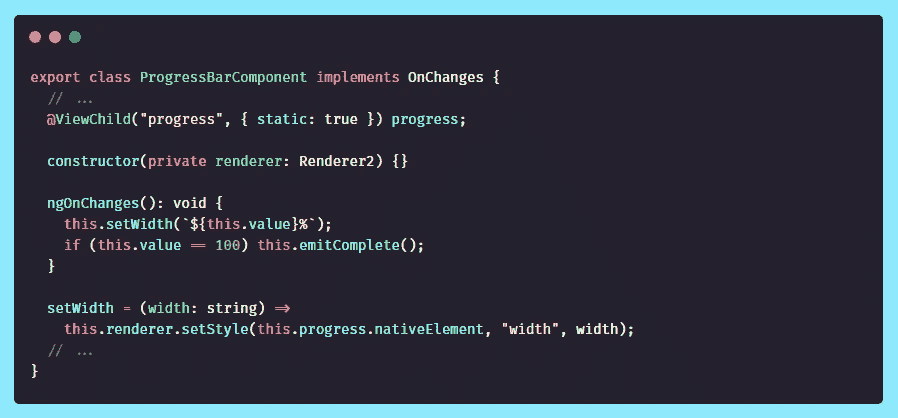 export class ProgressBarComponent implements OnChanges {
  // ...
  @ViewChild("progress", { static: true }) progress;

  constructor(private renderer: Renderer2) {}

  ngOnChanges(): void {
    this.setWidth(`${this.value}%`);
    if (this.value == 100) this.emitComplete();
  }

  setWidth = (width: string) =>
    this.renderer.setStyle(this.progress.nativeElement, "width", width);
  // ...
}